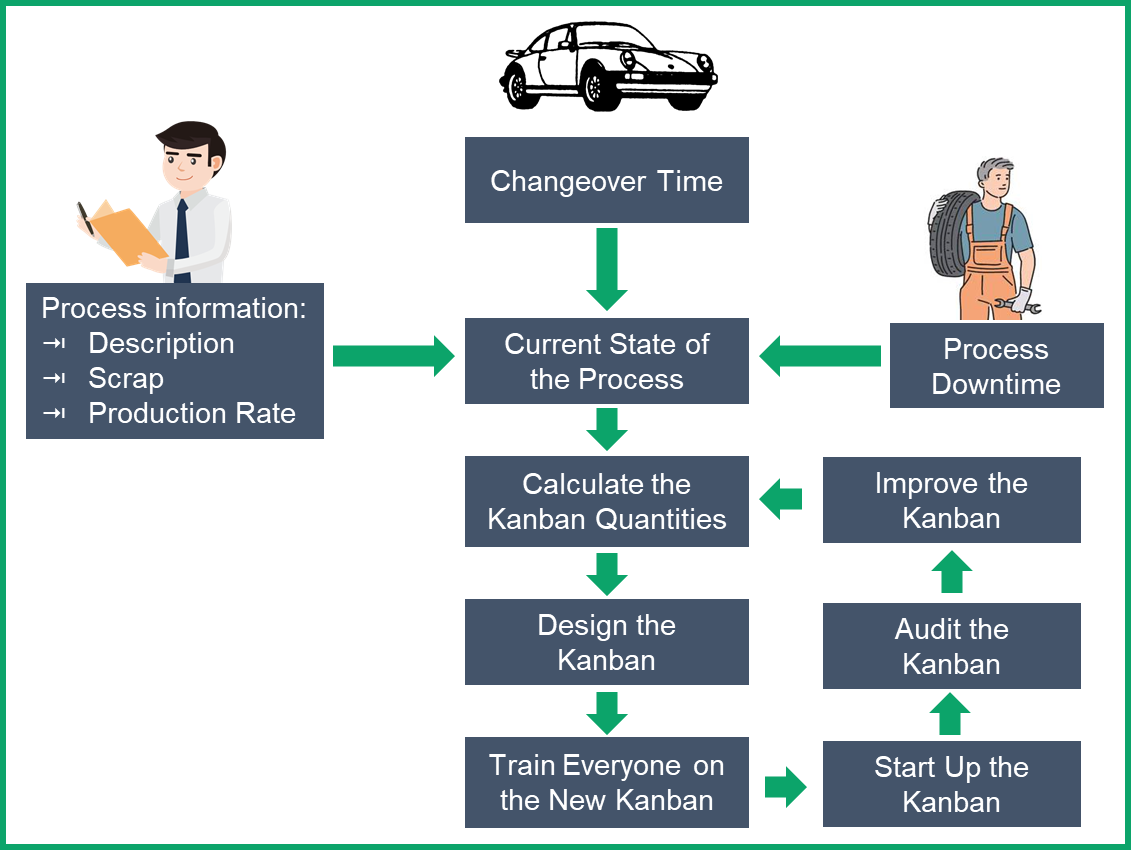 Changeover Time
Process information:
⇥ Description
⇥ Scrap
⇥ Production Rate
Current State of
the Process
Process
Downtime
Calculate the
Kanban Quantities
Improve the
Kanban
Design the
Kanban
Audit the
Kanban
Train Everyone on
the New Kanban
Start Up the
Kanban